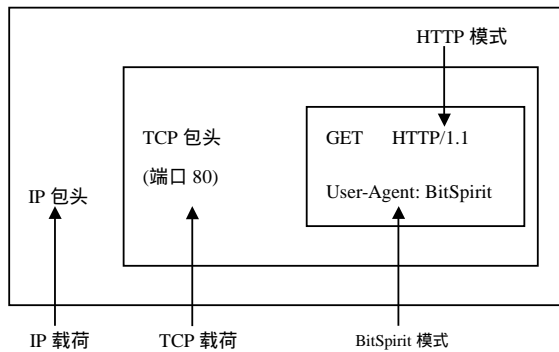 HTTP 模式
TCP 包头
(端口 80)
GET HTTP/1.1
User-Agent: BitSpirit
IP 包头
IP 载荷
TCP 载荷
BitSpirit 模式